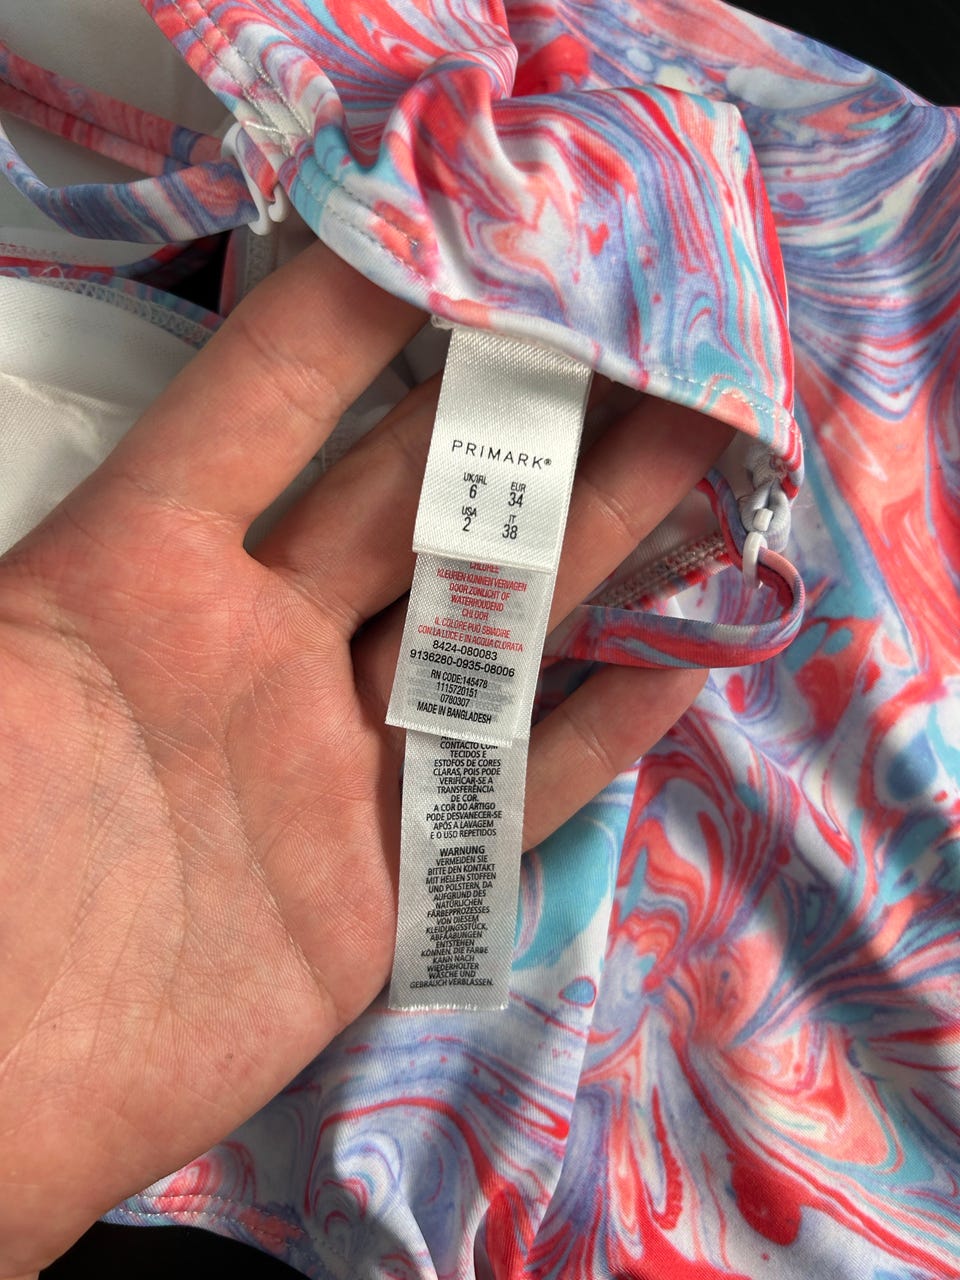 PRIMARK®
UK/IRL EUR
6 34
USA IT
2 38
CHLORÉE
KLEUREN KUNNEN VERVAGEN
DOOR ZONLICHT OF
WATERHOUDEND
CHLOOR
IL COLORE PUÒ SBIADIRE
CON LA LUCE E IN ACQUA CLORATA
8424-080083
9136280-0935-08006
RN CODE:145478
1115720151
0780307
MADE IN BANGLADESH
CONTACTO COM
TECIDOS E
ESTOFOS DE CORES
CLARAS, POIS PODE
VERIFICAR-SE A
TRANSFERÊNCIA
DE COR.
A COR DO ARTIGO
PODE DESVANECER-SE
APÓS A LAVAGEM
E O USO REPETIDOS
WARNUNG
VERMEIDEN SIE
BITTE DEN KONTAKT
MIT HELLEN STOFFEN
UND POLSTERN, DA
AUFGRUND DES
NATÜRLICHEN
FÄRBEPROZESSES
VON DIESEM
KLEIDUNGSSTÜCK,
ABFÄRBUNGEN
ENTSTEHEN
KÖNNEN. DIE FARBE
KANN NACH
WIEDERHOLTER
WÄSCHE UND
GEBRAUCH VERBLASSEN.